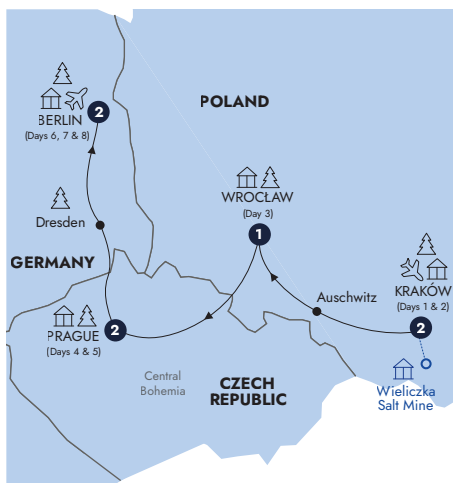 POLAND
BERLIN
2
(Days 6, 7 & 8)
WROCŁAW
(Day 3)
1
Dresden
GERMANY
Auschwitz
KRAKÓW
(Days 1 & 2)
2
PRAGUE
2
(Days 4 & 5)
Central
Bohemia
CZECH
REPUBLIC
Wieliczka
Salt Mine